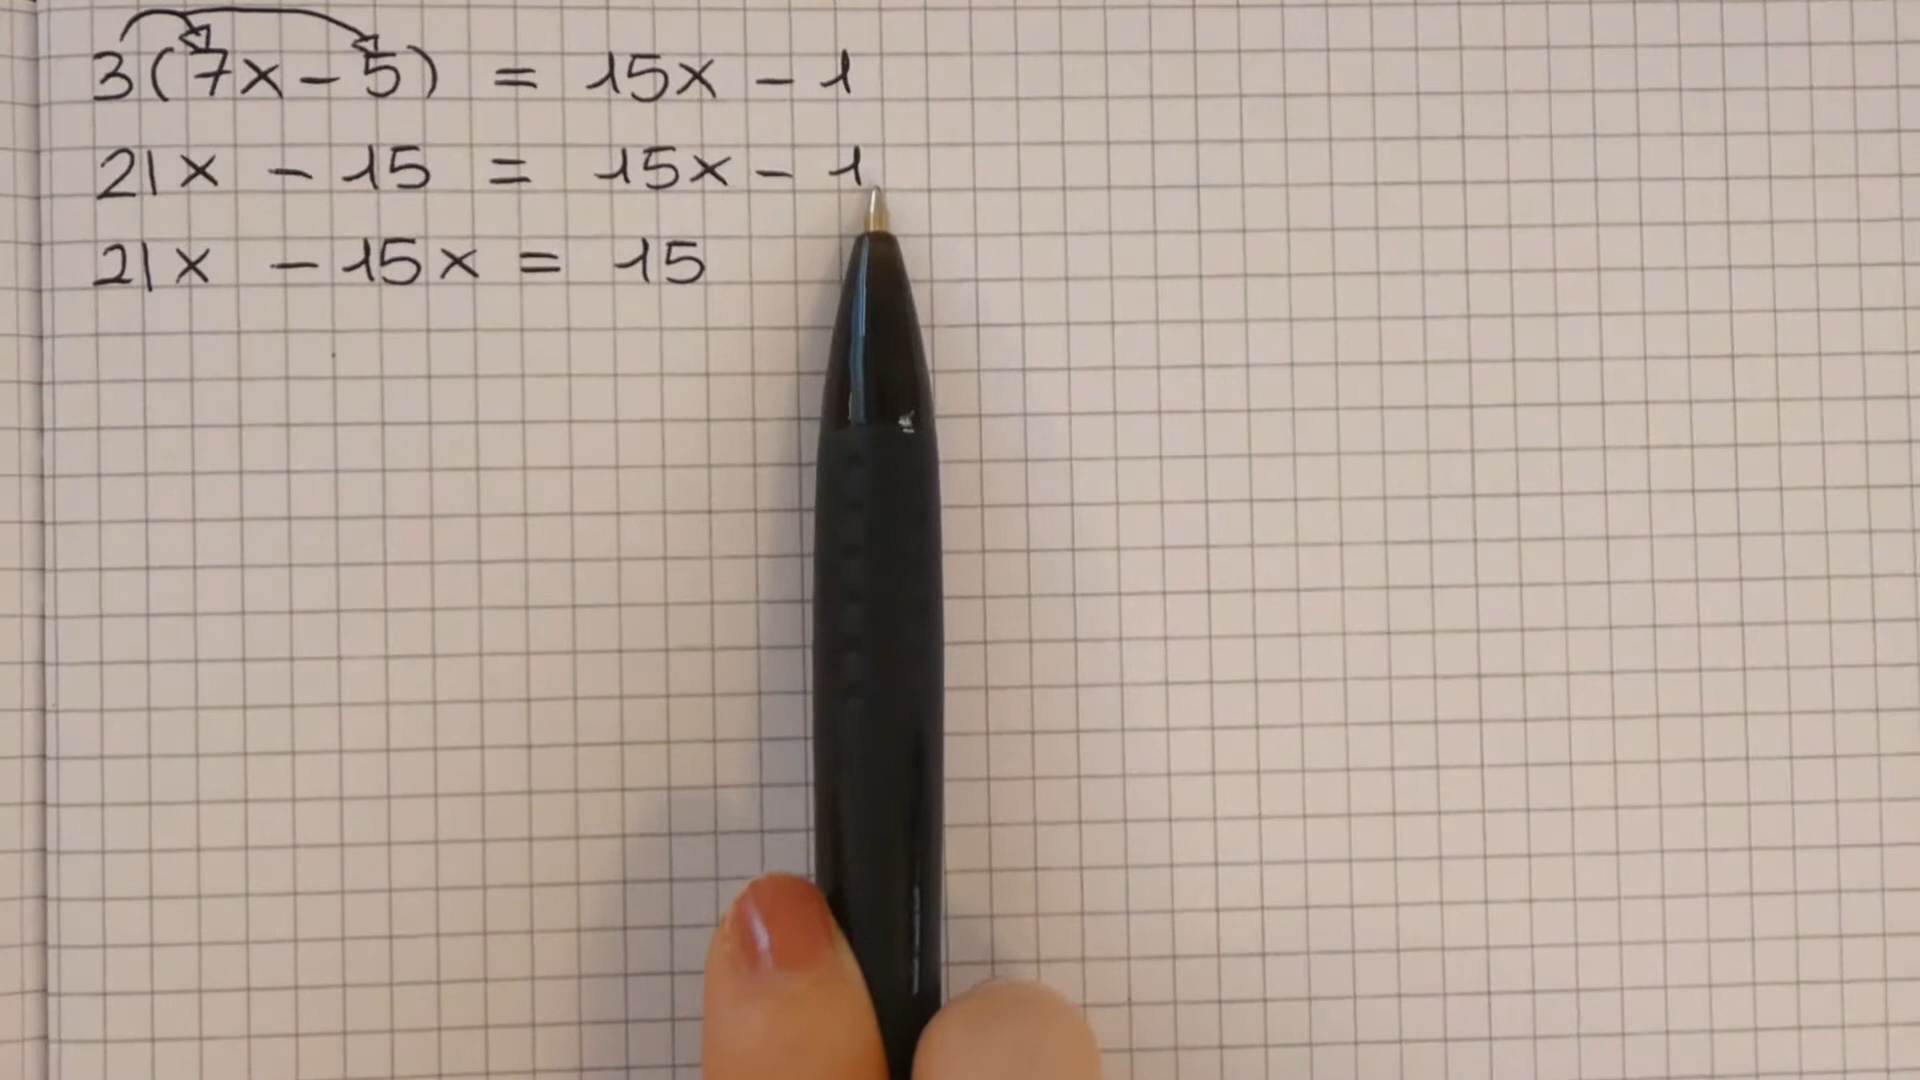 3(7x - 5) = 15x - 1
21x - 15 = 15x - 1
21x - 15x = 15